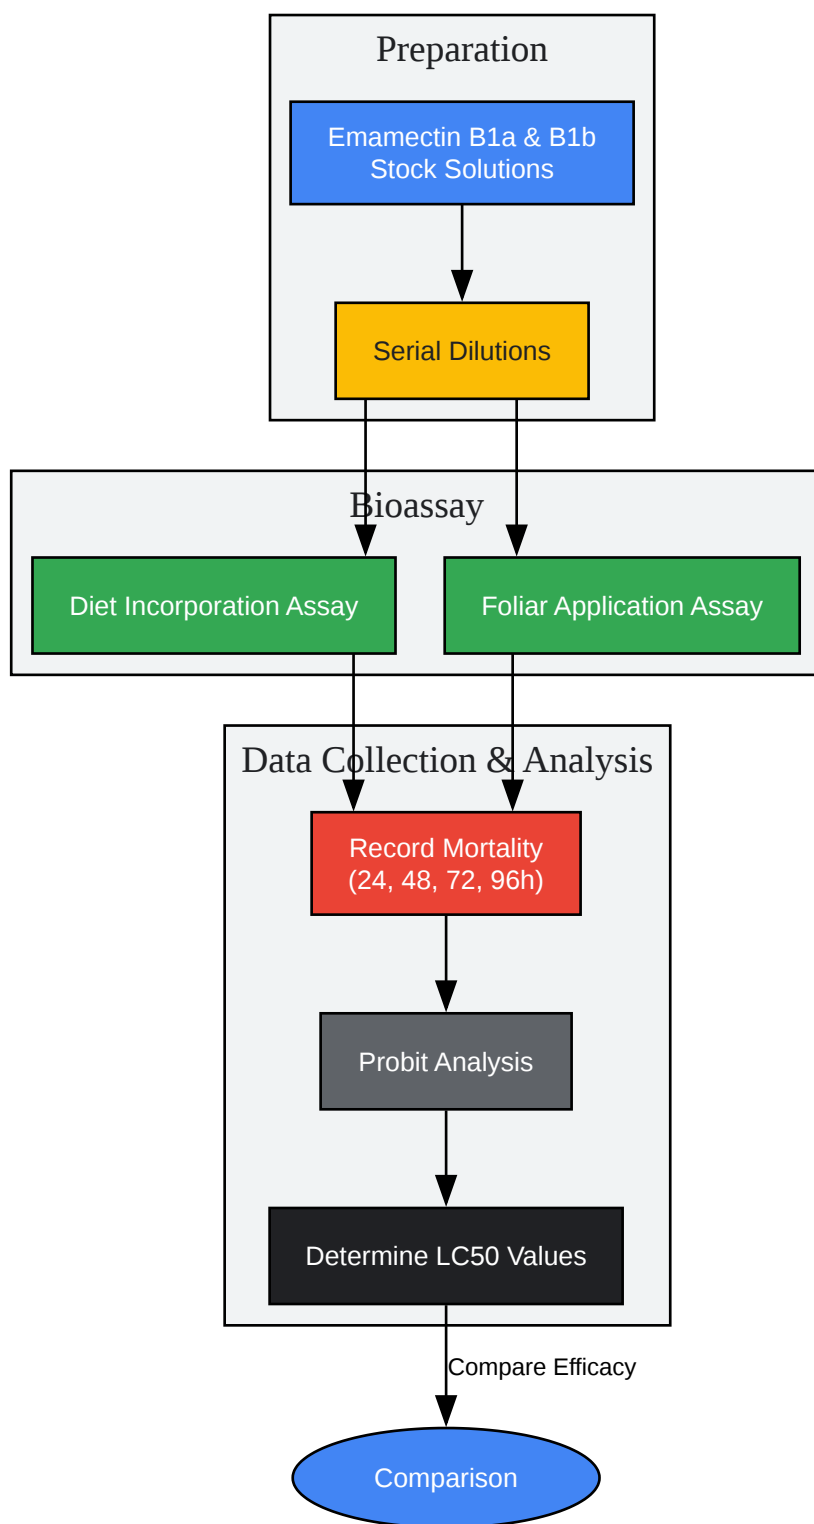 Preparation
Emamectin B1a & B1b
Stock Solutions
Serial Dilutions
Bioassay
Diet Incorporation Assay
Foliar Application Assay
Data Collection & Analysis
Record Mortality
(24, 48, 72, 96h)
Probit Analysis
Determine LC50 Values
Compare Efficacy
Comparison